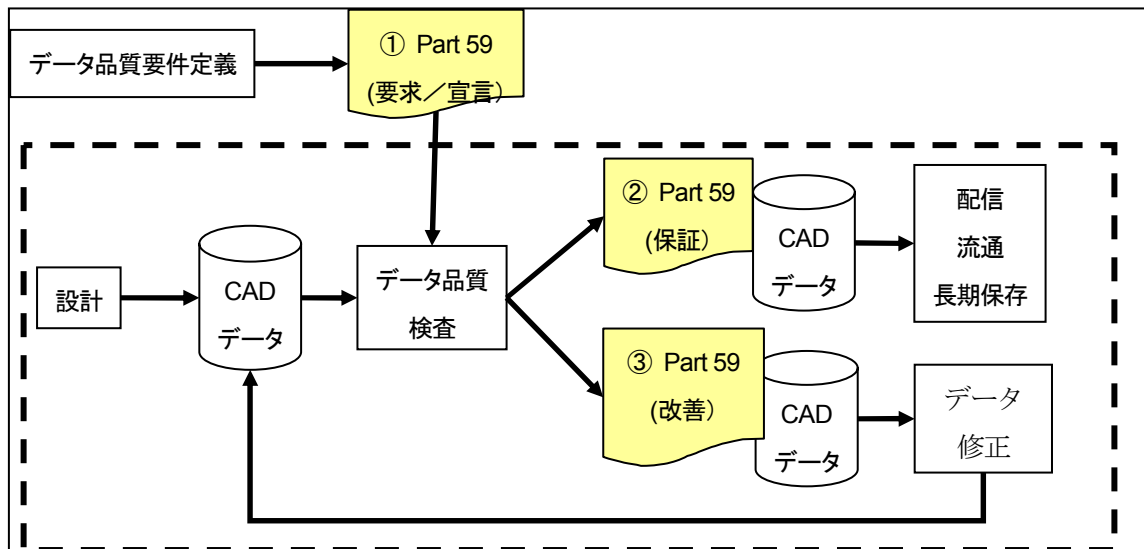 データ品質要件定義
① Part 59
(要求／宣言)
設計
CAD
データ
データ品質
検査
② Part 59
(保証)
CAD
データ
配信
流通
長期保存
③ Part 59
(改善)
CAD
データ
データ
修正